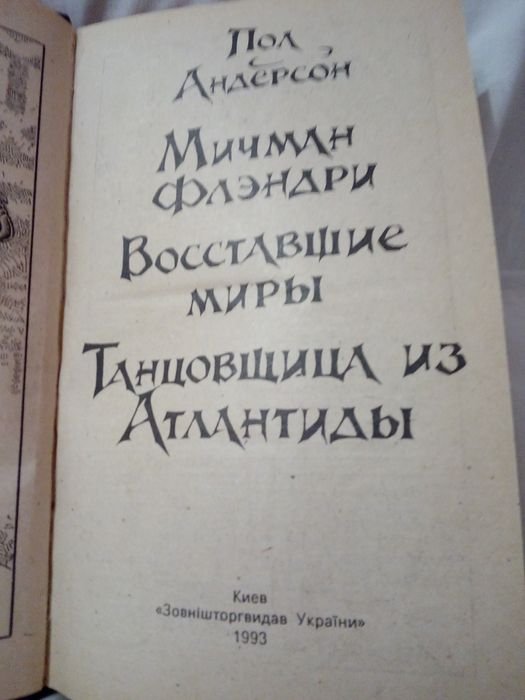 Пол
Андерсон
Мичман
Флэндри
Восставшие
миры
Танцовщица из
Атлантиды
Киев
«Зовнішторгвидав України»
1993